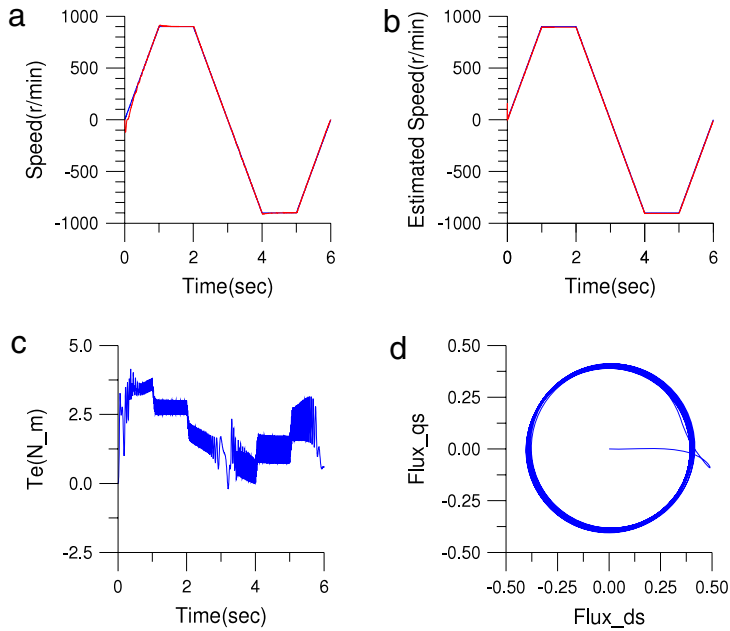 a
1000
500
0
-500
-1000
Speed(r/min)
0 2 4 6
Time(sec)
b
1000
500
0
-500
-1000
Estimated Speed(r/min)
0 2 4 6
Time(sec)
c
5.0
2.5
0.0
-2.5
Te(N_m)
0 2 4 6
Time(sec)
d
0.50
0.25
0.00
-0.25
-0.50
Flux_qs
-0.50 -0.25 0.00 0.25 0.50
Flux_ds